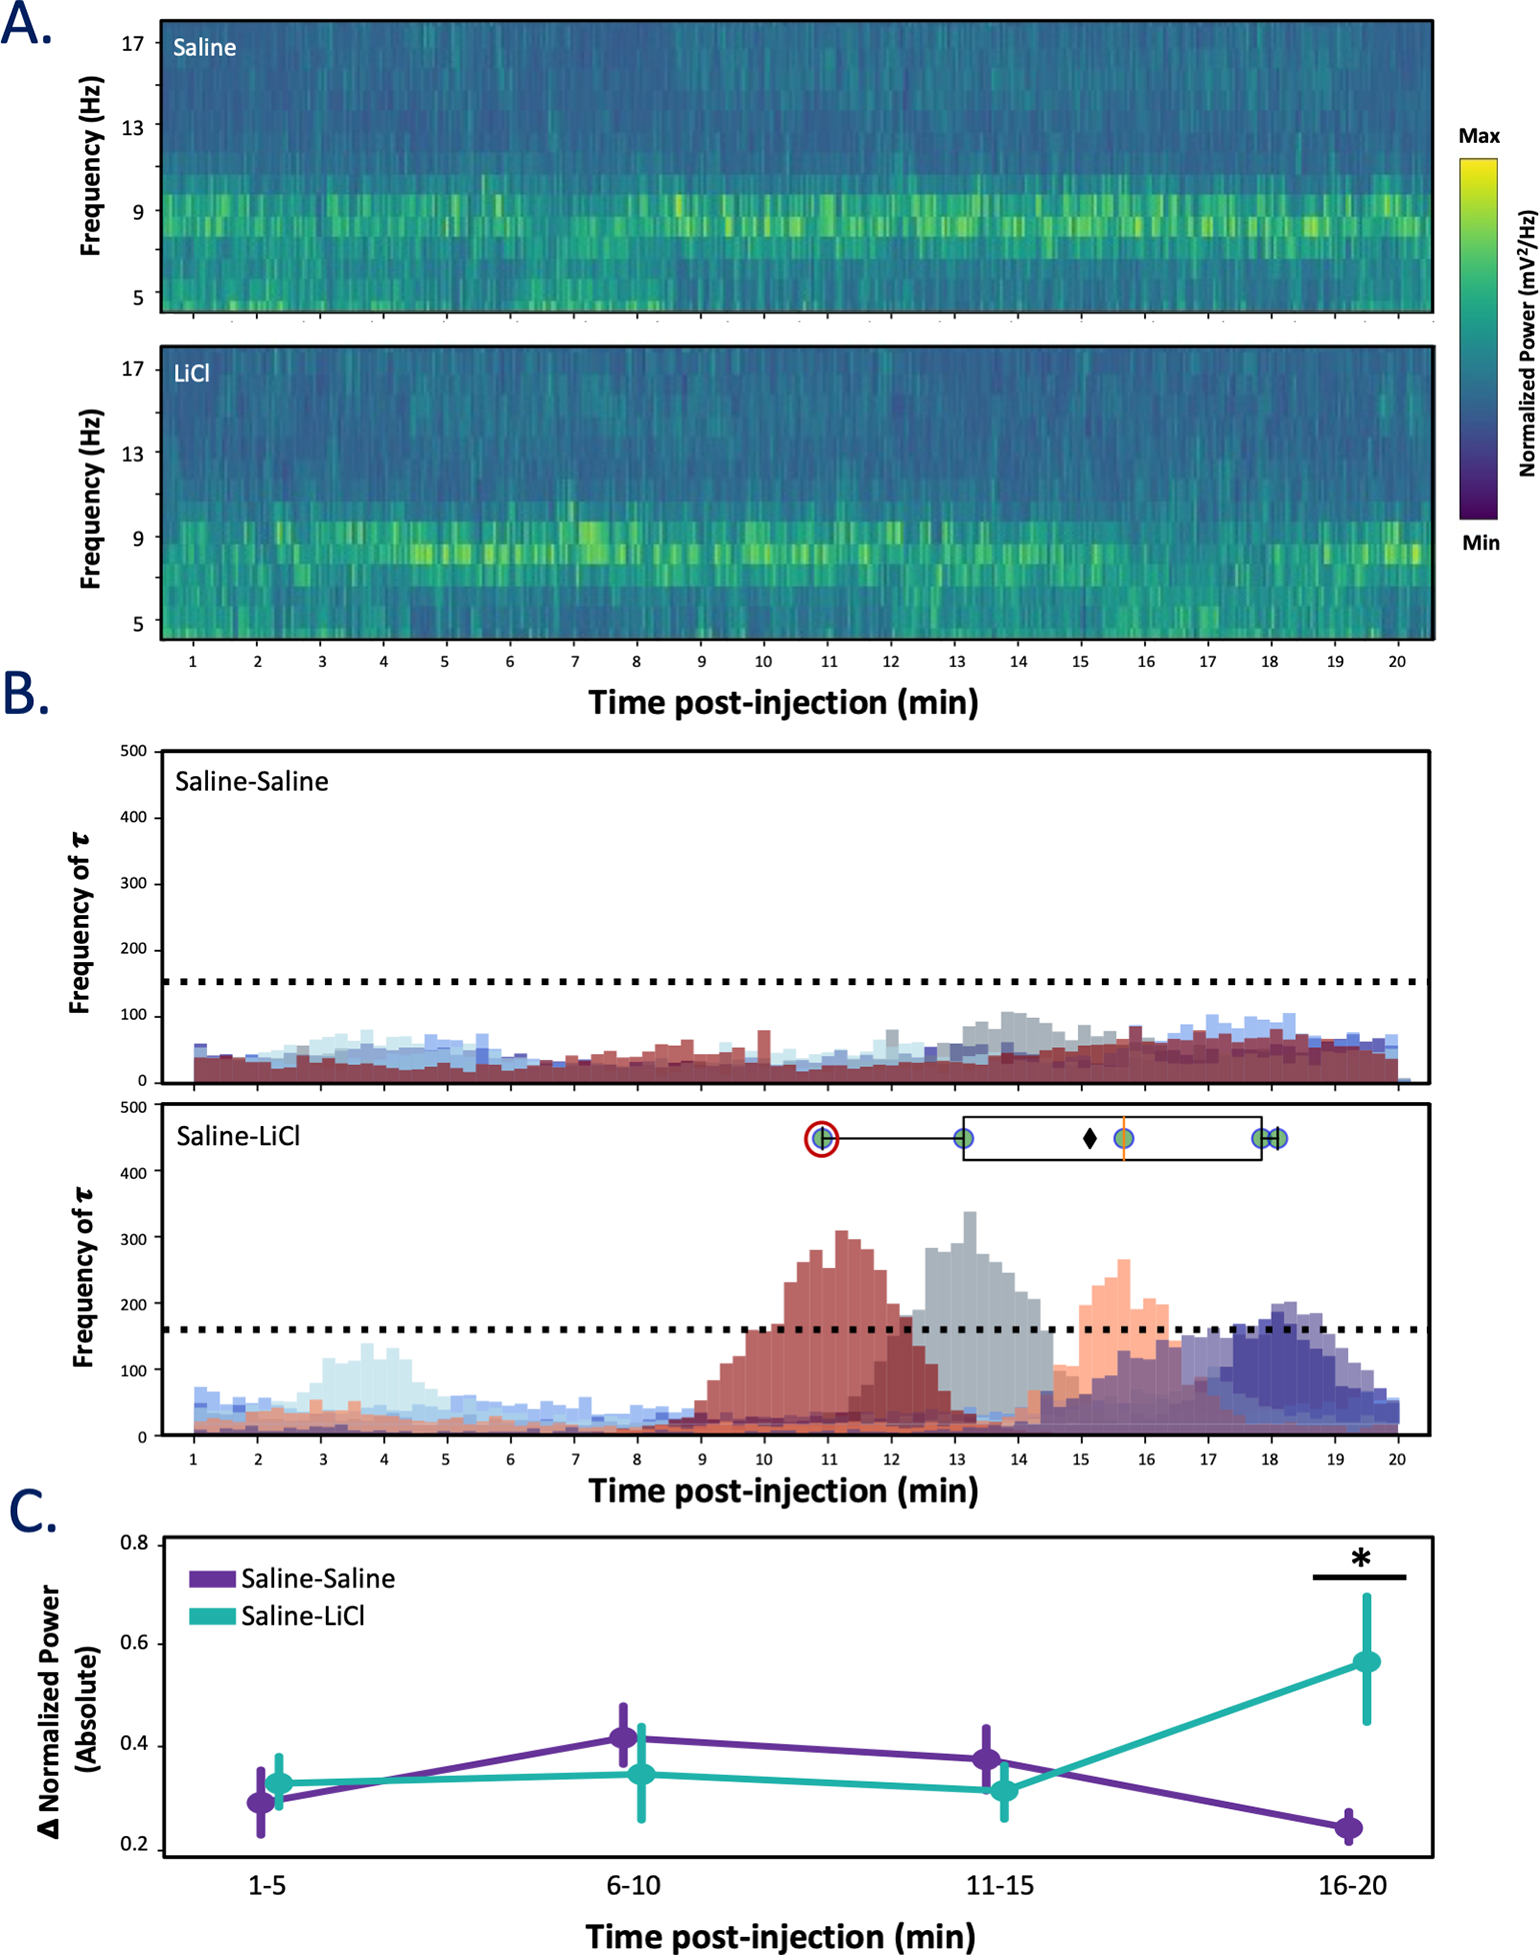 A.
Saline
17
13
9
5
Frequency (Hz)
Max
Min
Normalized Power (mV²/Hz)
LiCl
17
13
9
5
Frequency (Hz)
1 2 3 4 5 6 7 8 9 10 11 12 13 14 15 16 17 18 19 20
Time post-injection (min)
B.
Saline-Saline
500
400
300
200
100
0
Frequency of τ
Saline-LiCl
500
400
300
200
100
0
Frequency of τ
1 2 3 4 5 6 7 8 9 10 11 12 13 14 15 16 17 18 19 20
Time post-injection (min)
C.
0.8
0.6
0.4
0.2
Δ Normalized Power
(Absolute)
Saline-Saline
Saline-LiCl
*
1-5 6-10 11-15 16-20
Time post-injection (min)